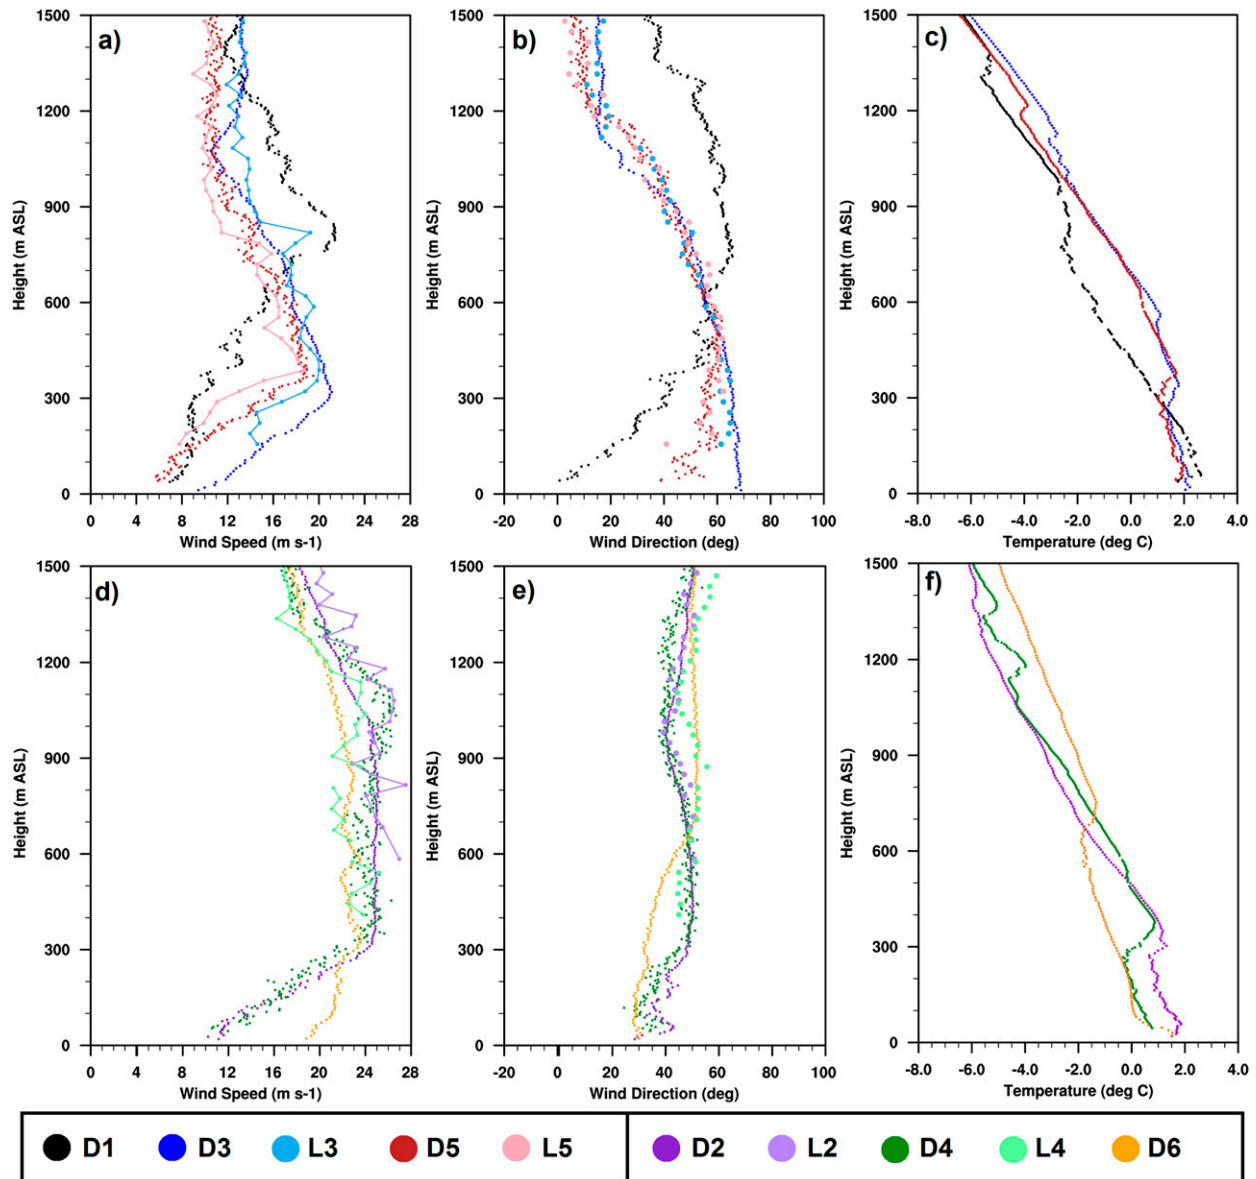 a)
1500
1200
900
600
300
0
Height (m ASL)
0 4 8 12 16 20 24 28
Wind Speed (m s-1)
b)
1500
1200
900
600
300
0
Height (m ASL)
-20 0 20 40 60 80 100
Wind Direction (deg)
c)
1500
1200
900
600
300
0
Height (m ASL)
-8.0 -6.0 -4.0 -2.0 0.0 2.0 4.0
Temperature (deg C)
d)
1500
1200
900
600
300
0
Height (m ASL)
0 4 8 12 16 20 24 28
Wind Speed (m s-1)
e)
1500
1200
900
600
300
0
Height (m ASL)
-20 0 20 40 60 80 100
Wind Direction (deg)
f)
1500
1200
900
600
300
0
Height (m ASL)
-8.0 -6.0 -4.0 -2.0 0.0 2.0 4.0
Temperature (deg C)
D1 D3 L3 D5 L5 D2 L2 D4 L4 D6